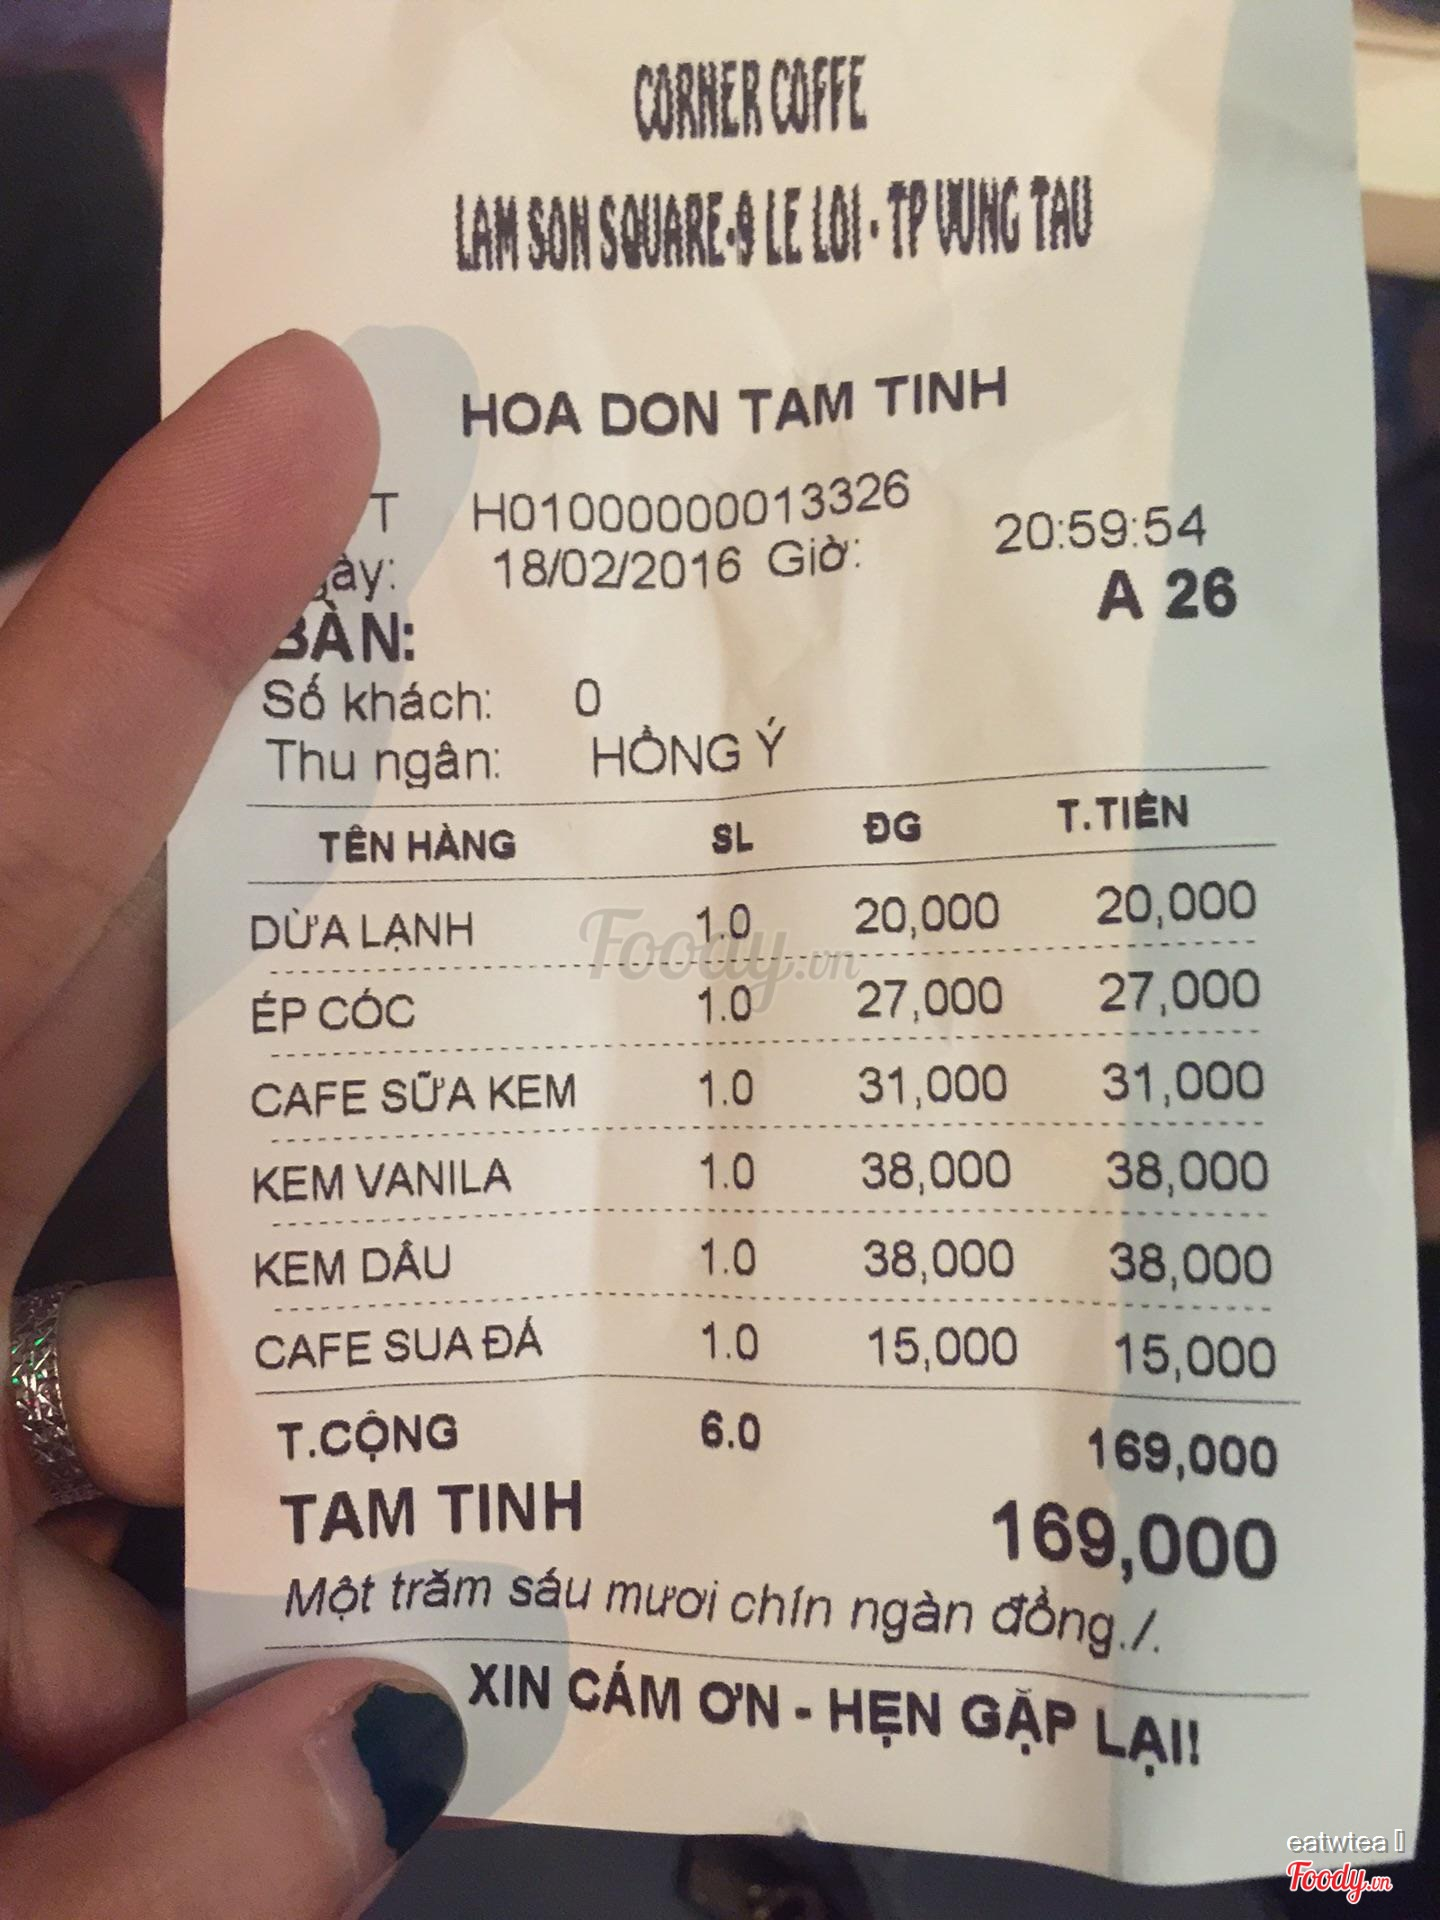 CORNER COFFE
LAM SON SQUARE-9 LE LOI - TP VUNG TAU
HOA DON TAM TINH
T H01000000013326
ày: 18/02/2016 Giờ: 20:59:54
BÀN: A 26
Số khách: 0
Thu ngân: HỒNG Ý
TÊN HÀNG SL ĐG T.TIỀN
DỪA LẠNH 1.0 20,000 20,000
Foody.vn
ÉP CÓC 1.0 27,000 27,000
CAFE SỮA KEM 1.0 31,000 31,000
KEM VANILA 1.0 38,000 38,000
KEM DÂU 1.0 38,000 38,000
CAFE SUA ĐÁ 1.0 15,000 15,000
T.CỘNG 6.0 169,000
TAM TINH 169,000
Một trăm sáu mươi chín ngàn đồng./.
XIN CÁM ƠN - HẸN GẶP LẠI!
eatwtea
Foody.vn